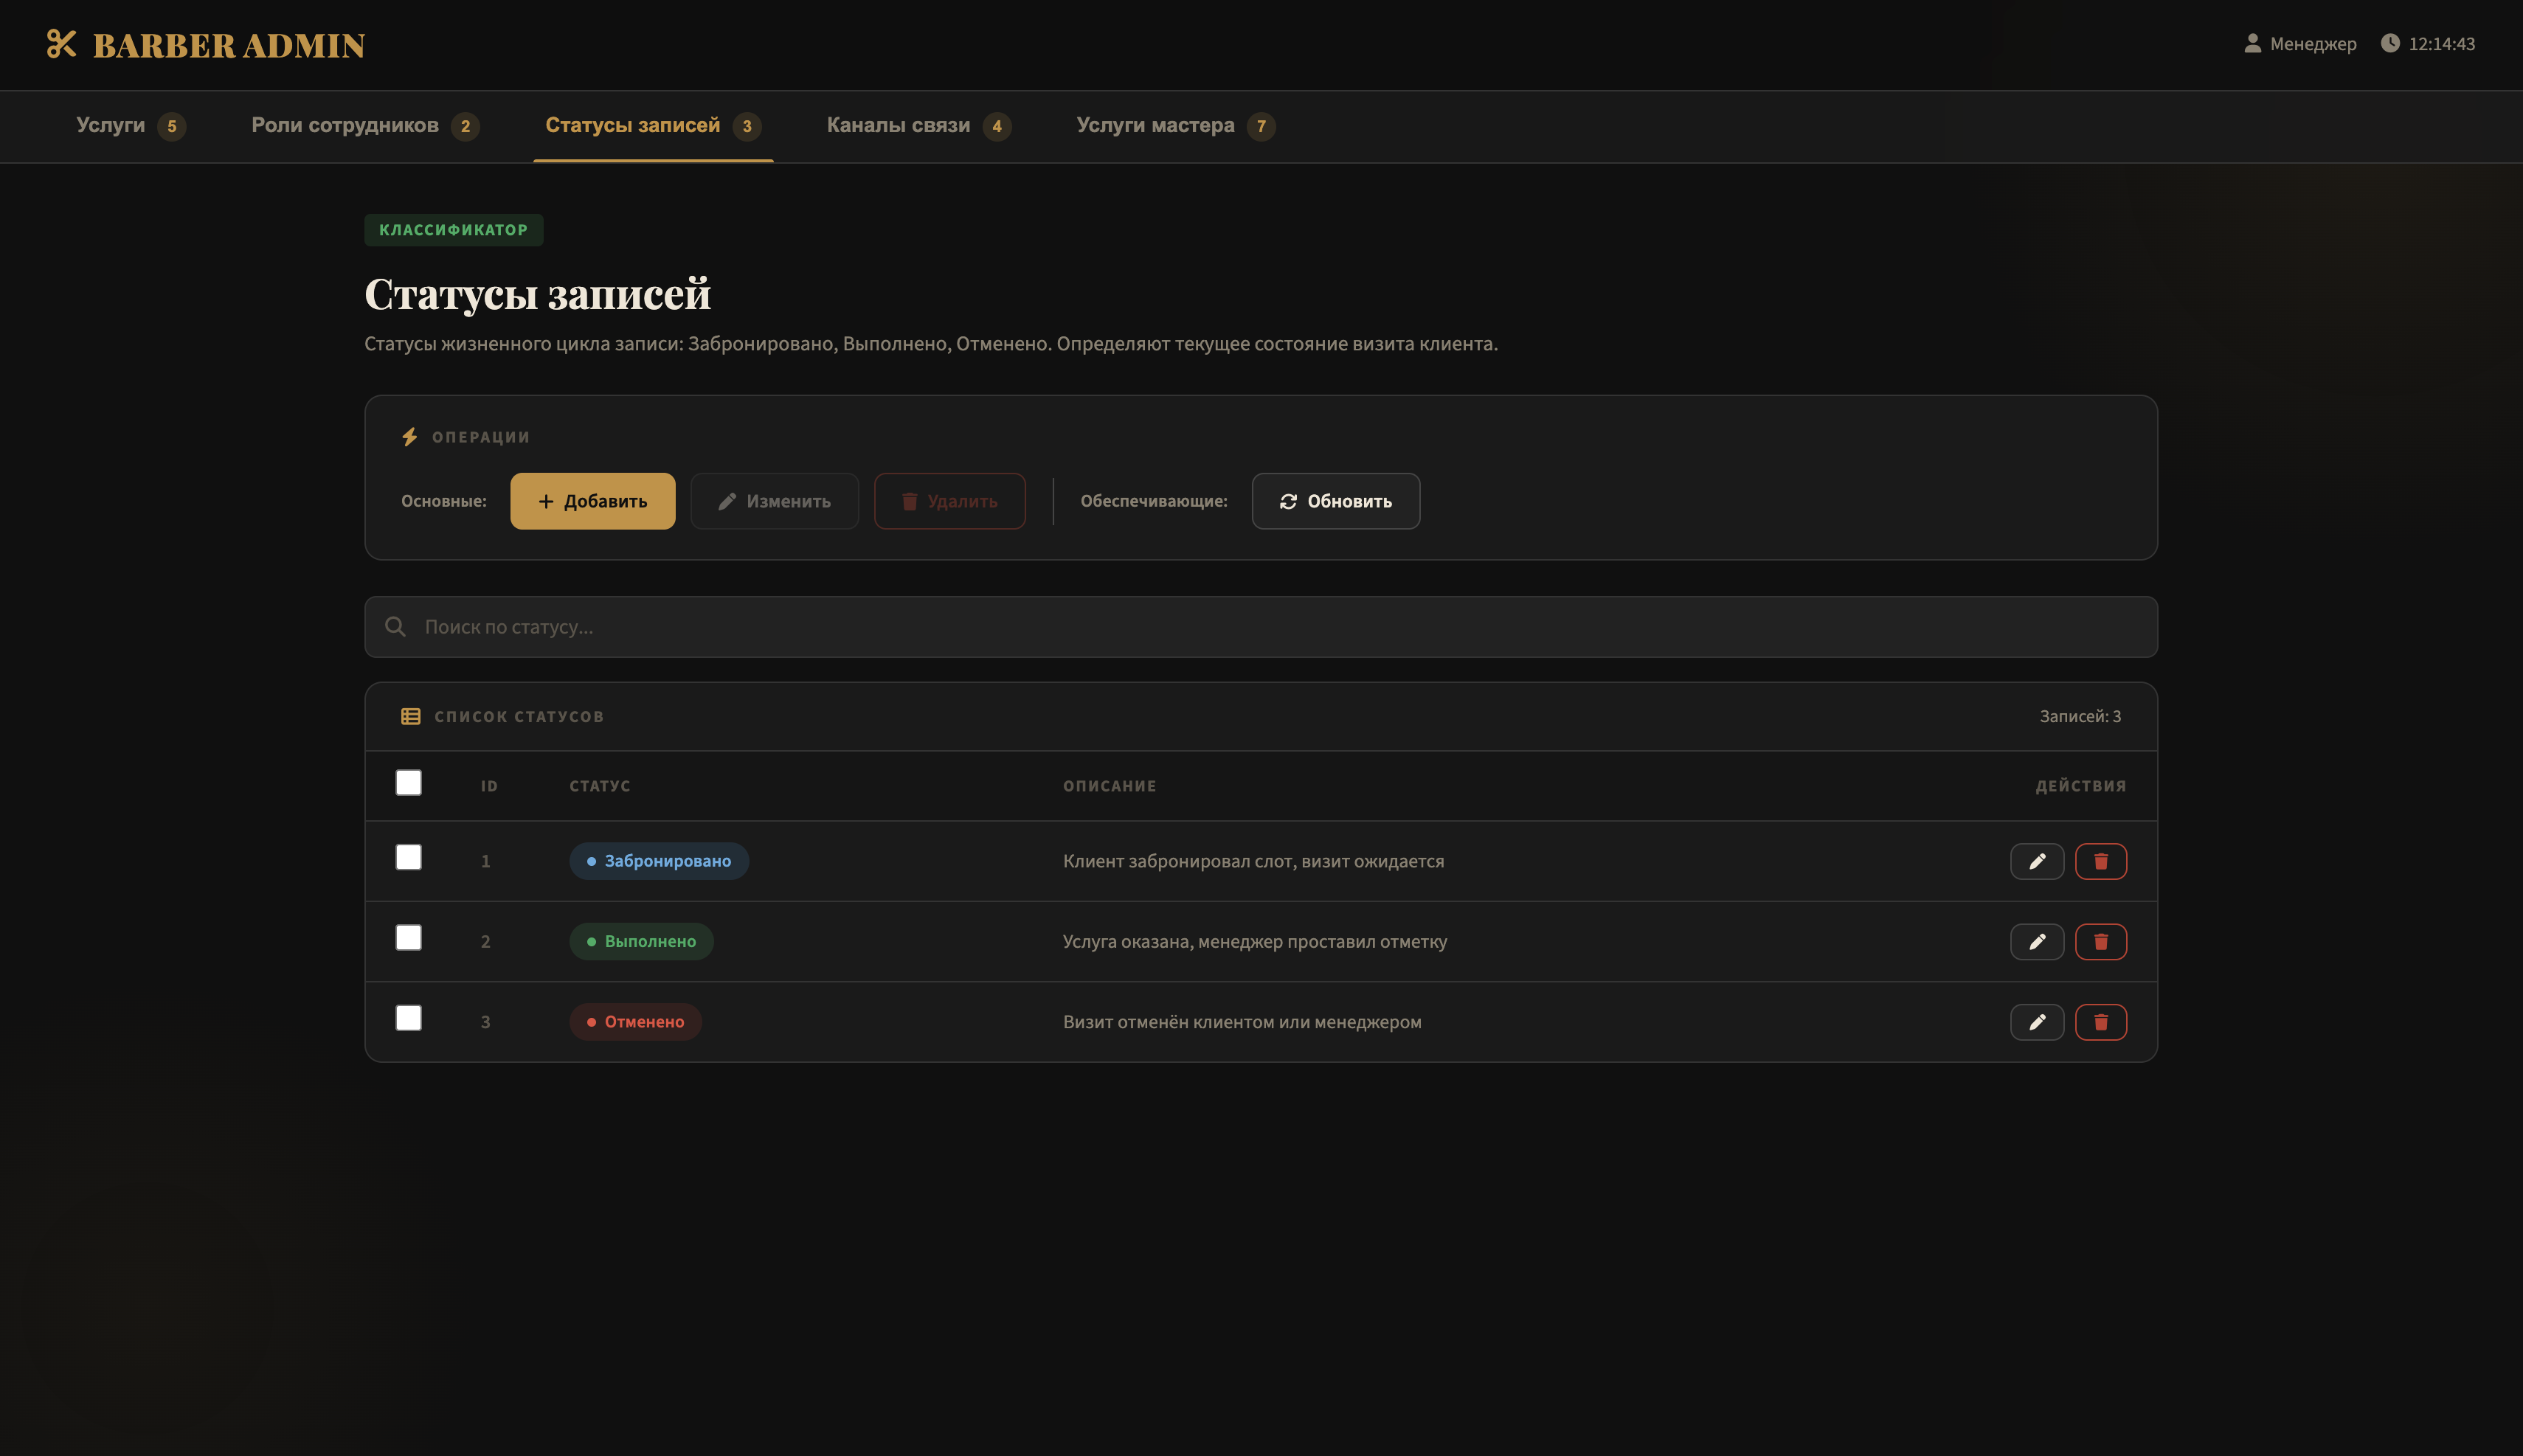 BARBER ADMIN
Менеджер 12:14:43
Услуги 5 Роли сотрудников 2 Статусы записей 3 Каналы связи 4 Услуги мастера 7
КЛАССИФИКАТОР
Статусы записей
Статусы жизненного цикла записи: Забронировано, Выполнено, Отменено. Определяют текущее состояние визита клиента.
ОПЕРАЦИИ
Основные: Добавить Изменить Удалить Обеспечивающие: Обновить
Поиск по статусу...
СПИСОК СТАТУСОВ Записей: 3
ID СТАТУС ОПИСАНИЕ ДЕЙСТВИЯ
1 Забронировано Клиент забронировал слот, визит ожидается
2 Выполнено Услуга оказана, менеджер проставил отметку
3 Отменено Визит отменён клиентом или менеджером